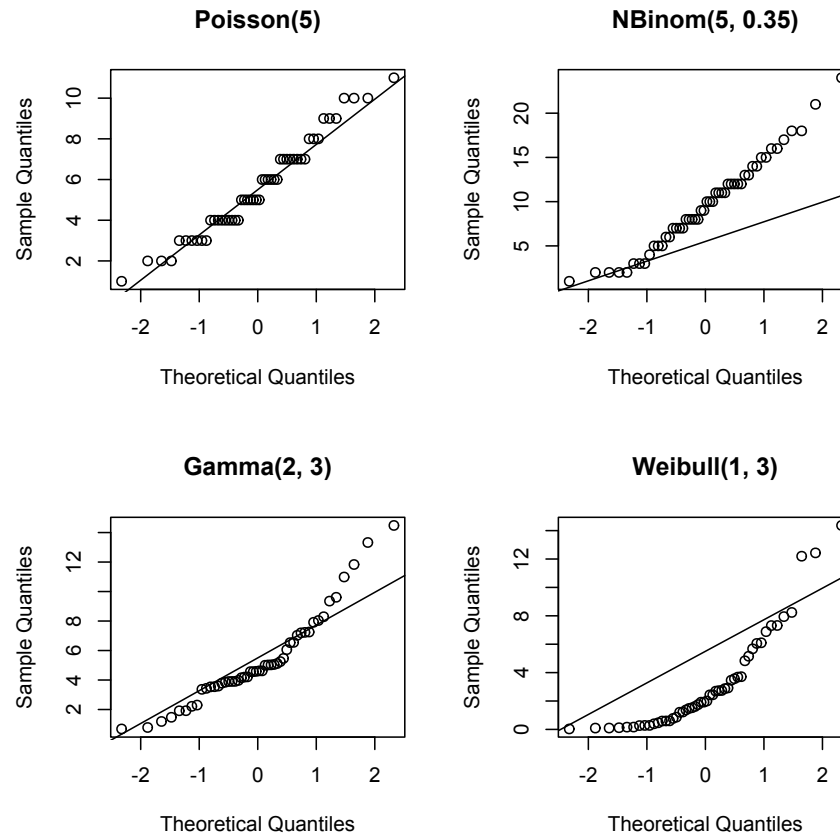 Poisson(5)
Sample Quantiles
10
8
6
4
2
-2 -1 0 1 2
Theoretical Quantiles
NBinom(5, 0.35)
Sample Quantiles
20
15
10
5
-2 -1 0 1 2
Theoretical Quantiles
Gamma(2, 3)
Sample Quantiles
12
8
6
4
2
-2 -1 0 1 2
Theoretical Quantiles
Weibull(1, 3)
Sample Quantiles
12
8
4
0
-2 -1 0 1 2
Theoretical Quantiles